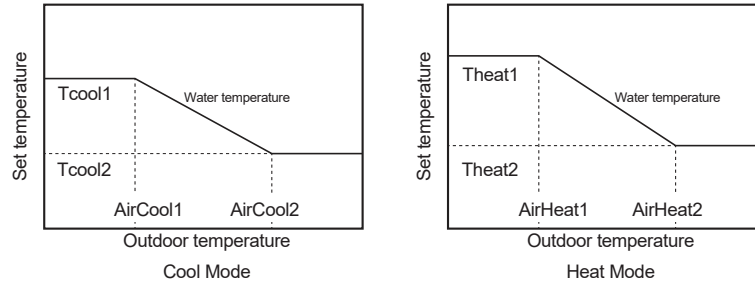 Set temperature
Tcool1
Water temperature
Tcool2
AirCool1
AirCool2
Outdoor temperature
Cool Mode
Set temperature
Theat1
Water temperature
Theat2
AirHeat1
AirHeat2
Outdoor temperature
Heat Mode